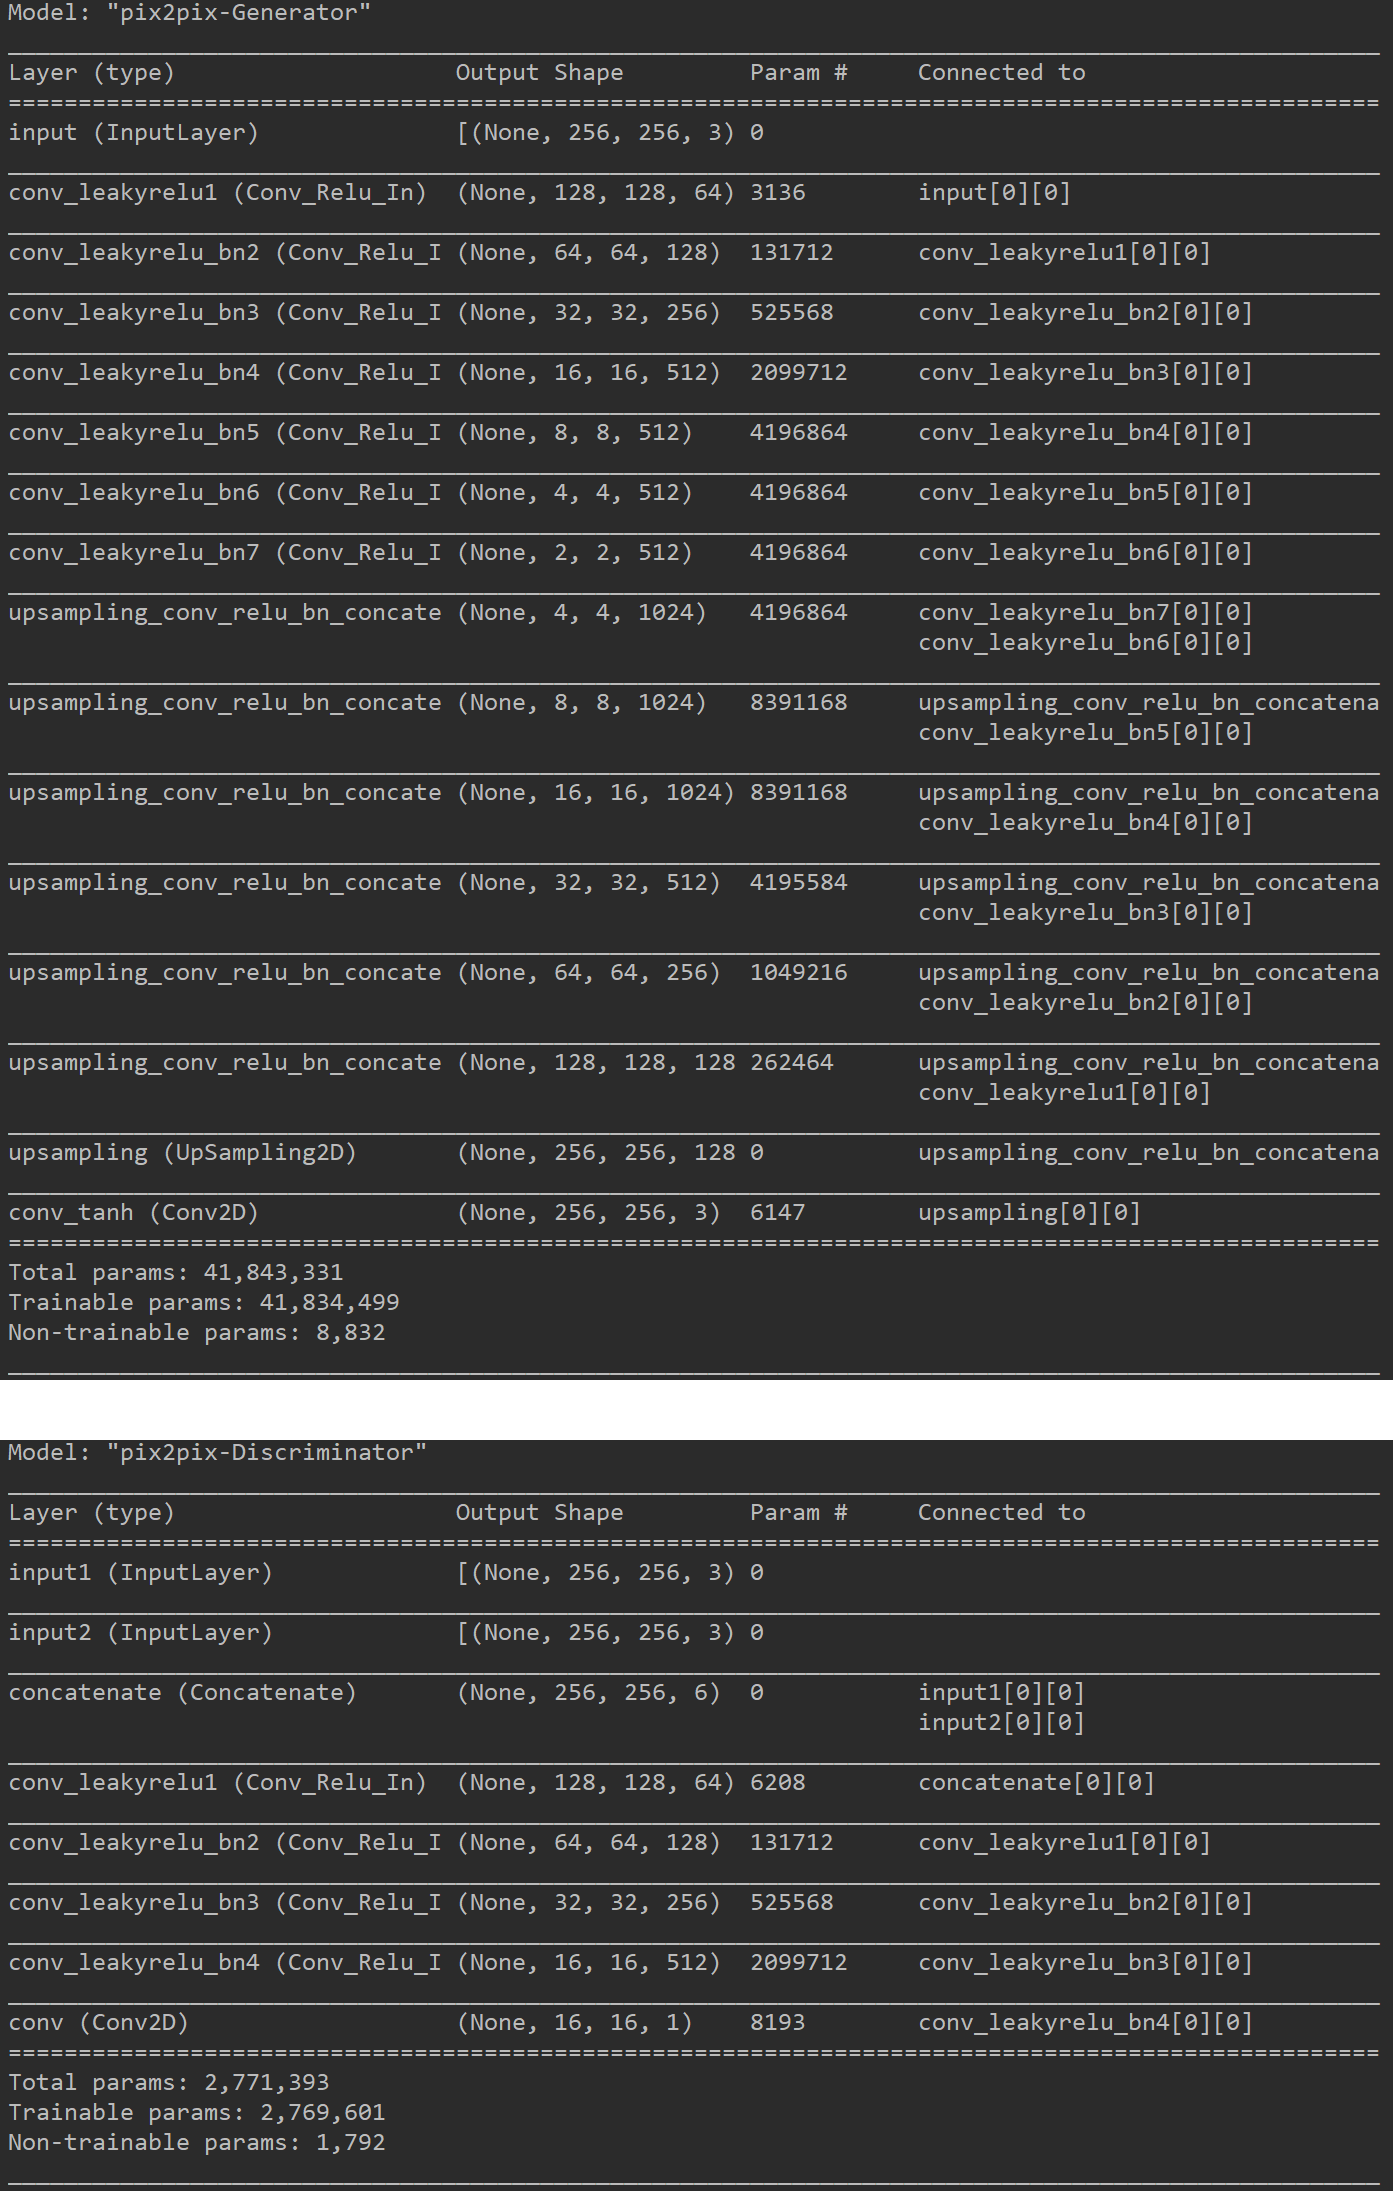 Model: "pix2pix-Generator"
Layer (type) Output Shape Param # Connected to
input (InputLayer) [(None, 256, 256, 3) 0
conv_leakyrelu1 (Conv_Relu_In) (None, 128, 128, 64) 3136 input[0][0]
conv_leakyrelu_bn2 (Conv_Relu_I (None, 64, 64, 128) 131712 conv_leakyrelu1[0][0]
conv_leakyrelu_bn3 (Conv_Relu_I (None, 32, 32, 256) 525568 conv_leakyrelu_bn2[0][0]
conv_leakyrelu_bn4 (Conv_Relu_I (None, 16, 16, 512) 2099712 conv_leakyrelu_bn3[0][0]
conv_leakyrelu_bn5 (Conv_Relu_I (None, 8, 8, 512) 4196864 conv_leakyrelu_bn4[0][0]
conv_leakyrelu_bn6 (Conv_Relu_I (None, 4, 4, 512) 4196864 conv_leakyrelu_bn5[0][0]
conv_leakyrelu_bn7 (Conv_Relu_I (None, 2, 2, 512) 4196864 conv_leakyrelu_bn6[0][0]
upsampling_conv_relu_bn_concate (None, 4, 4, 1024) 4196864 conv_leakyrelu_bn7[0][0]
conv_leakyrelu_bn6[0][0]
upsampling_conv_relu_bn_concate (None, 8, 8, 1024) 8391168 upsampling_conv_relu_bn_concatena
conv_leakyrelu_bn5[0][0]
upsampling_conv_relu_bn_concate (None, 16, 16, 1024) 8391168 upsampling_conv_relu_bn_concatena
conv_leakyrelu_bn4[0][0]
upsampling_conv_relu_bn_concate (None, 32, 32, 512) 4195584 upsampling_conv_relu_bn_concatena
conv_leakyrelu_bn3[0][0]
upsampling_conv_relu_bn_concate (None, 64, 64, 256) 1049216 upsampling_conv_relu_bn_concatena
conv_leakyrelu_bn2[0][0]
upsampling_conv_relu_bn_concate (None, 128, 128, 128 262464 upsampling_conv_relu_bn_concatena
conv_leakyrelu1[0][0]
upsampling (UpSampling2D) (None, 256, 256, 128 0 upsampling_conv_relu_bn_concatena
conv_tanh (Conv2D) (None, 256, 256, 3) 6147 upsampling[0][0]
Total params: 41,843,331
Trainable params: 41,834,499
Non-trainable params: 8,832
Model: "pix2pix-Discriminator"
Layer (type) Output Shape Param # Connected to
input1 (InputLayer) [(None, 256, 256, 3) 0
input2 (InputLayer) [(None, 256, 256, 3) 0
concatenate (Concatenate) (None, 256, 256, 6) 0 input1[0][0]
input2[0][0]
conv_leakyrelu1 (Conv_Relu_In) (None, 128, 128, 64) 6208 concatenate[0][0]
conv_leakyrelu_bn2 (Conv_Relu_I (None, 64, 64, 128) 131712 conv_leakyrelu1[0][0]
conv_leakyrelu_bn3 (Conv_Relu_I (None, 32, 32, 256) 525568 conv_leakyrelu_bn2[0][0]
conv_leakyrelu_bn4 (Conv_Relu_I (None, 16, 16, 512) 2099712 conv_leakyrelu_bn3[0][0]
conv (Conv2D) (None, 16, 16, 1) 8193 conv_leakyrelu_bn4[0][0]
Total params: 2,771,393
Trainable params: 2,769,601
Non-trainable params: 1,792